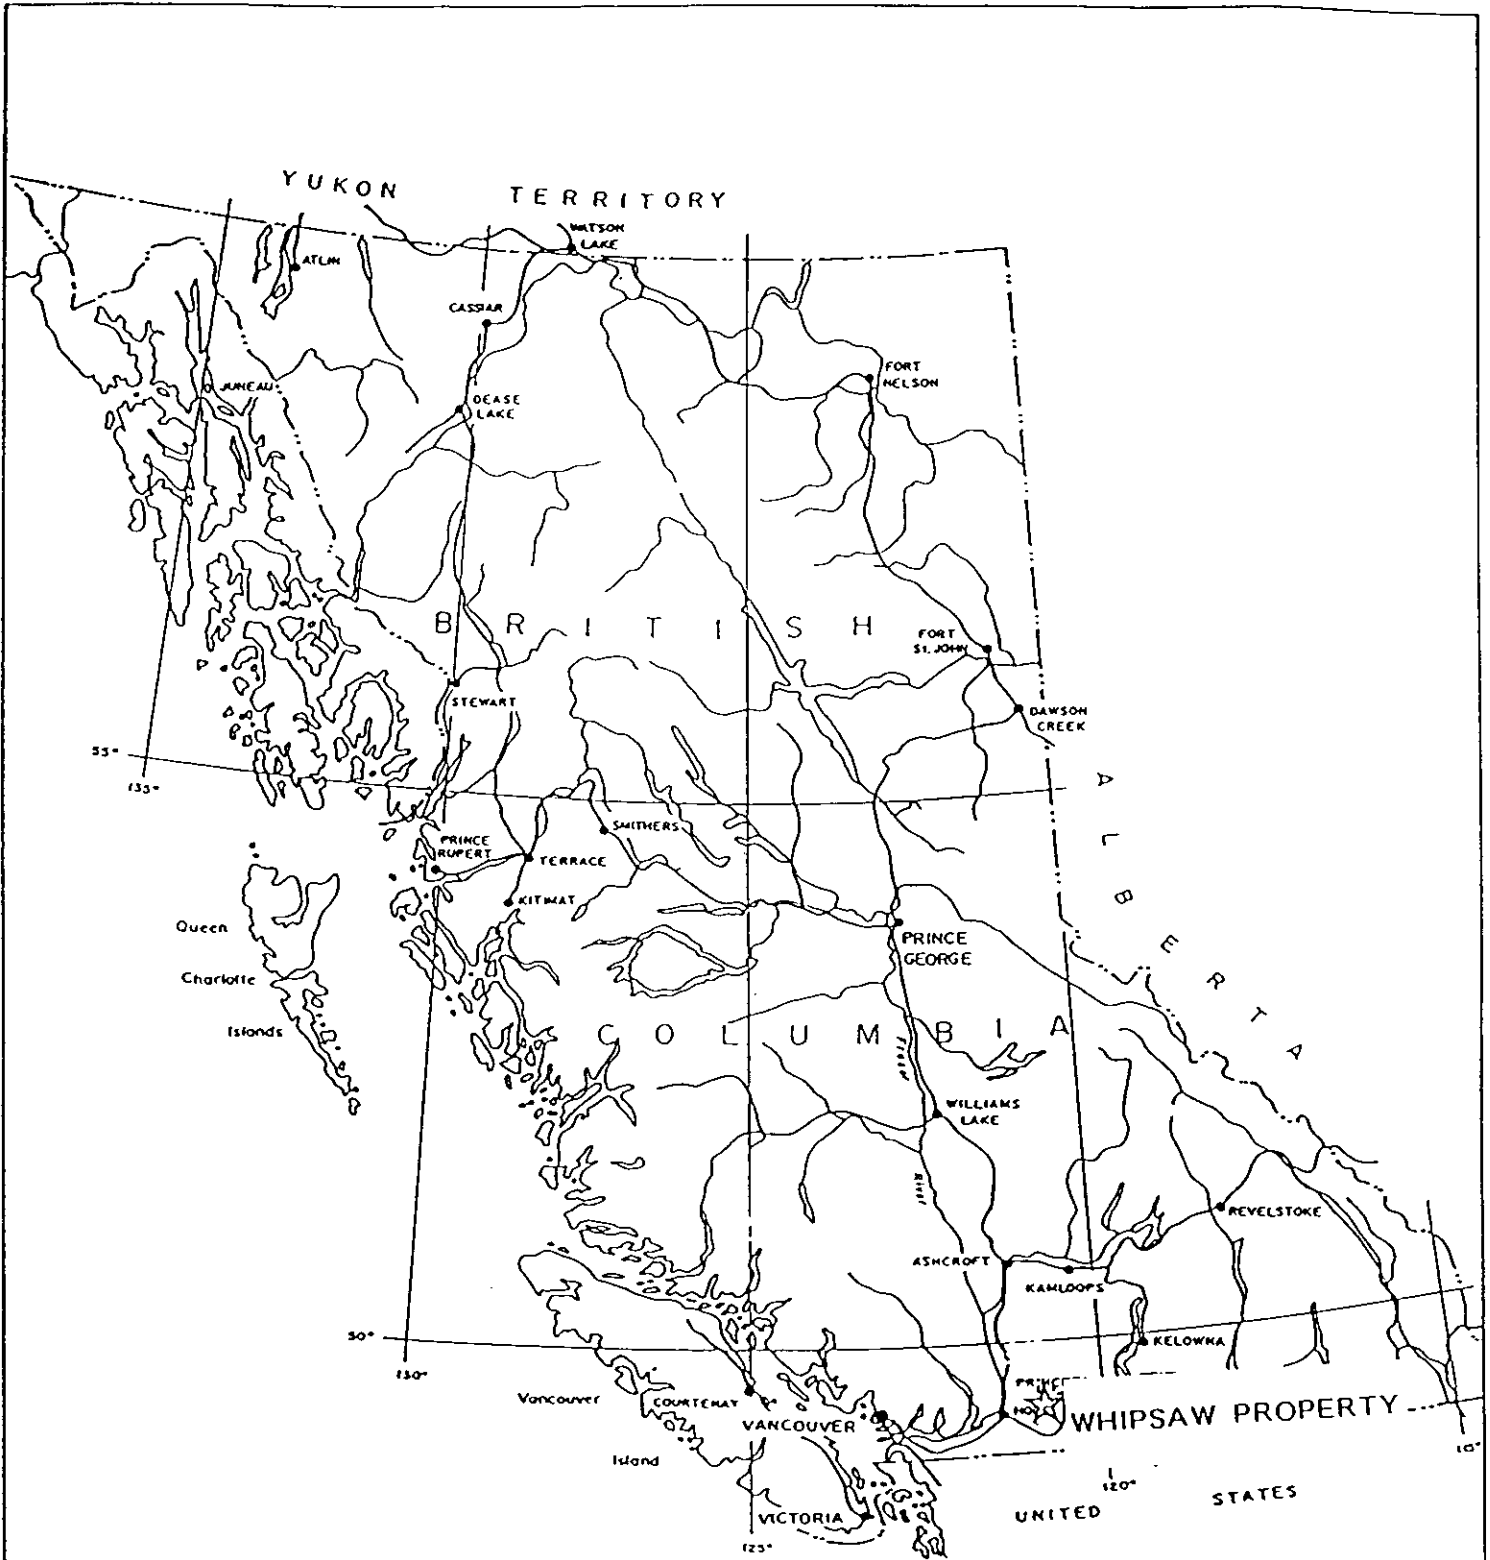 YUKON TERRITORY
WATSON
LAKE
ATLIN
CASSIAR
JUNEAU
DEASE
LAKE
FORT
NELSON
BRITISH
FORT
St. JOHN
STEWART
DAWSON
CREEK
55°
135°
ALBERTA
PRINCE
RUPERT
SMITHERS
TERRACE
KITIMAT
Queen
Charlotte
Islands
PRINCE
GEORGE
COLUMBIA
Fraser
River
WILLIAMS
LAKE
REVELSTOKE
ASHCROFT
KAMLOOPS
50°
KELOWNA
130°
Vancouver
Island
COURTENAY
VANCOUVER
WHIPSAW PROPERTY
VICTORIA
125°
120°
UNITED STATES